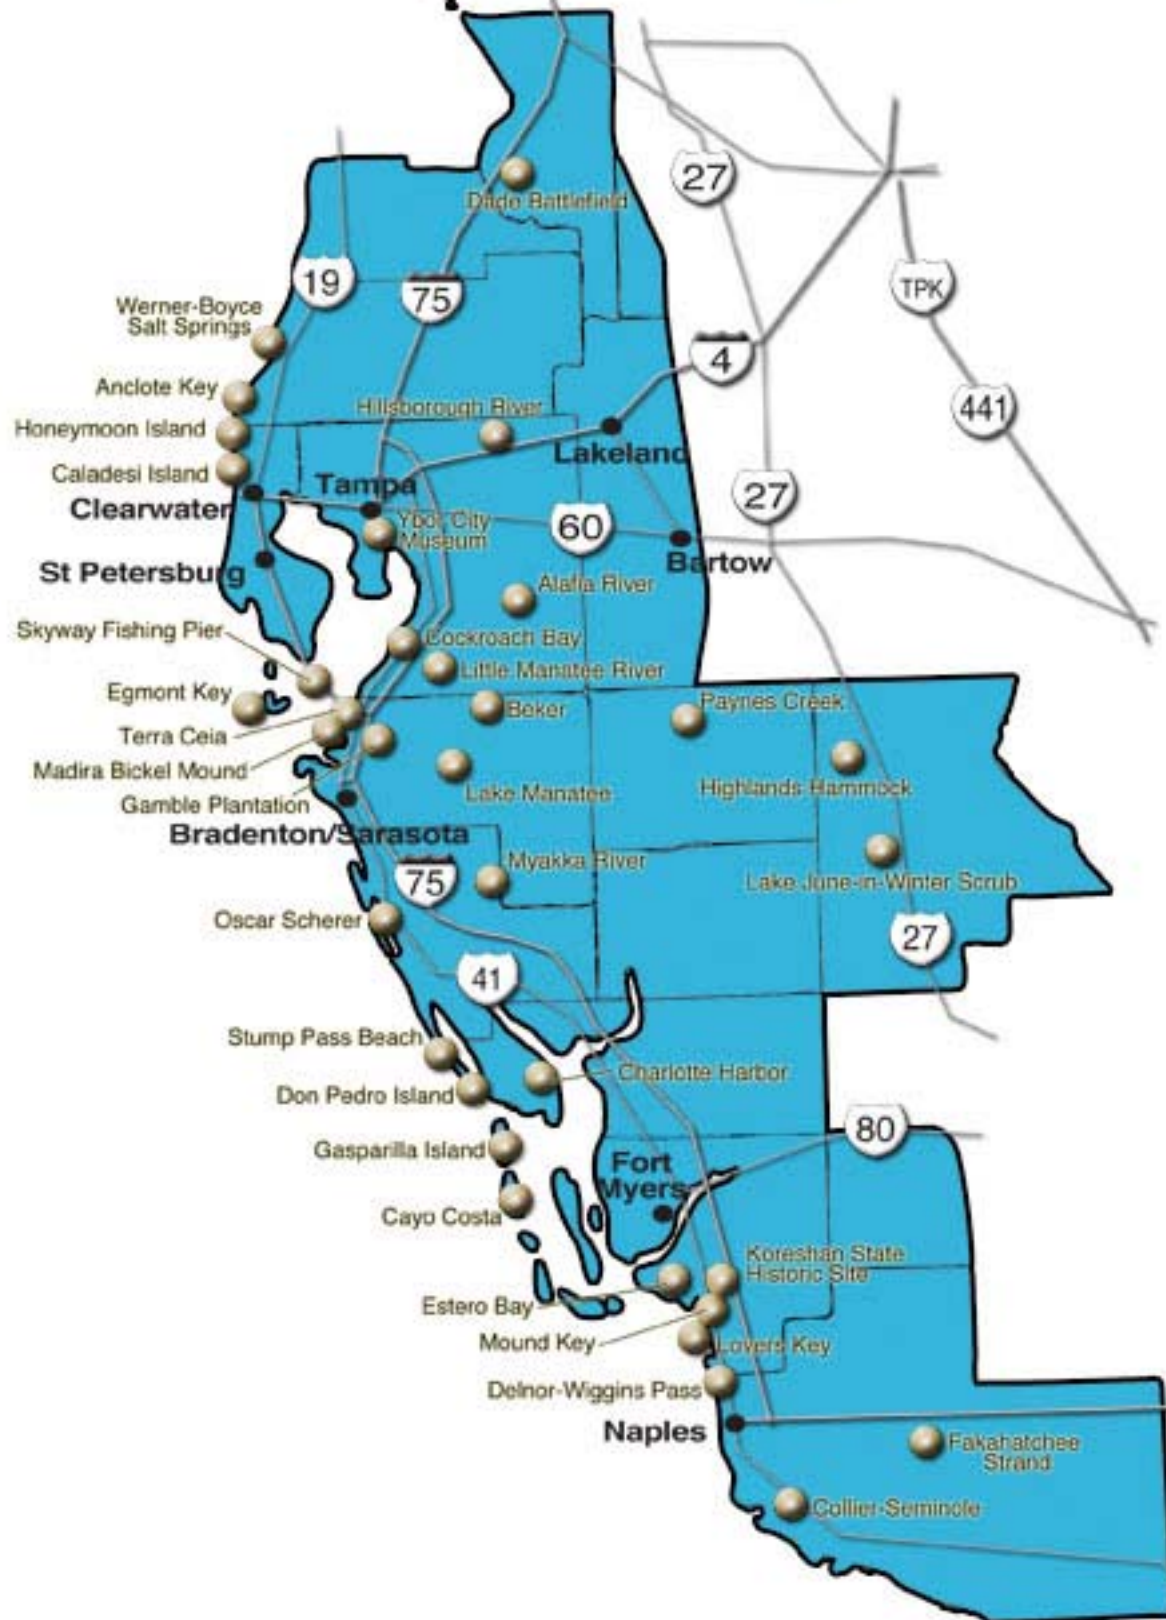 27
Dade Battlefield
19
75
TPK
Werner-Boyce
Salt Springs
4
Anclote Key
Hillsborough River
441
Honeymoon Island
Lakeland
Caladesi Island
Tampa
27
Clearwater
Ybor City
Museum
60
Bartow
St Petersburg
Alafia River
Skyway Fishing Pier
Cockroach Bay
Little Manatee River
Egmont Key
Beker
Paynes Creek
Terra Ceia
Madira Bickel Mound
Lake Manatee
Highlands Hammock
Gamble Plantation
Bradenton/Sarasota
Myakka River
75
Lake June-in-Winter Scrub
Oscar Scherer
27
41
Stump Pass Beach
Charlotte Harbor
Don Pedro Island
80
Gasparilla Island
Fort
Myers
Cayo Costa
Koreshan State
Historic Site
Estero Bay
Mound Key
Lovers Key
Delnor-Wiggins Pass
Naples
Fakahatchee
Strand
Collier-Seminole